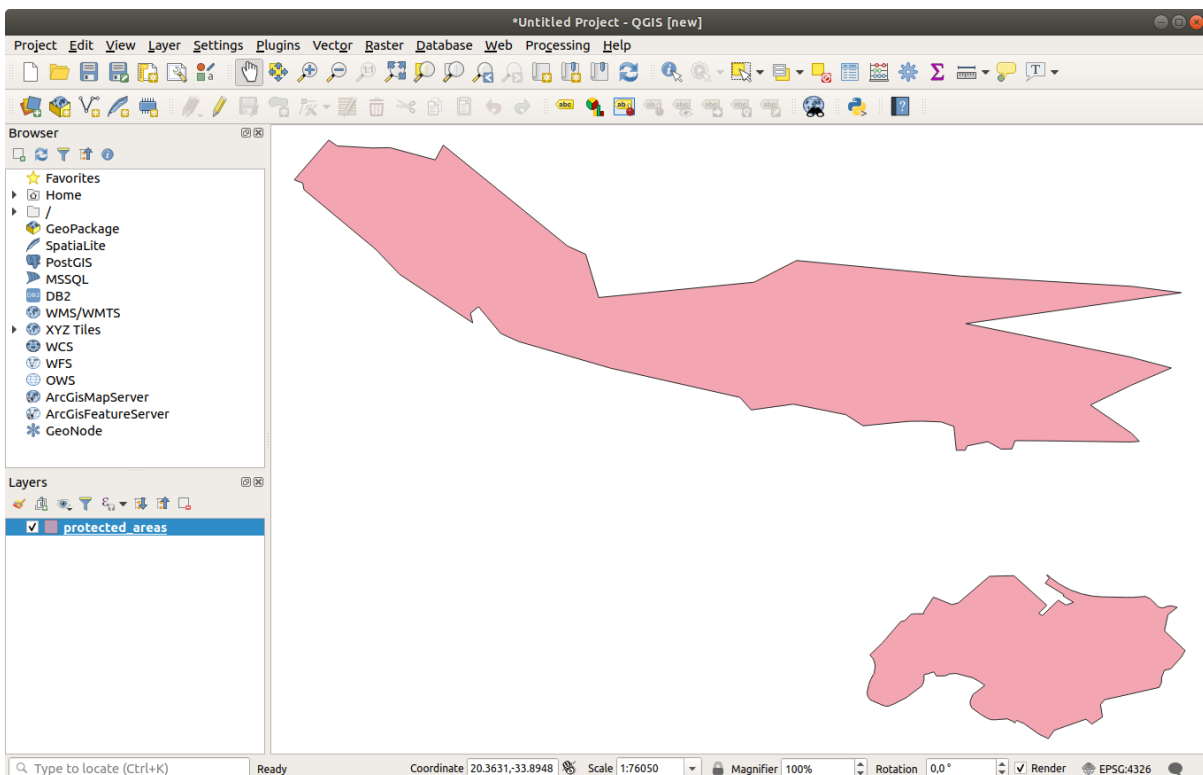 *Untitled Project - QGIS [new]
Project Edit View Layer Settings Plugins Vector Raster Database Web Processing Help
Browser
Favorites
Home
/
GeoPackage
SpatiaLite
PostGIS
MSSQL
DB2
WMS/WMTS
XYZ Tiles
WCS
WFS
OWS
ArcGisMapServer
ArcGisFeatureServer
GeoNode
Layers
protected_areas
Type to locate (Ctrl+K) Ready Coordinate 20.3631,-33.8948 Scale 1:76050 Magnifier 100% Rotation 0,0° Render EPSG:4326